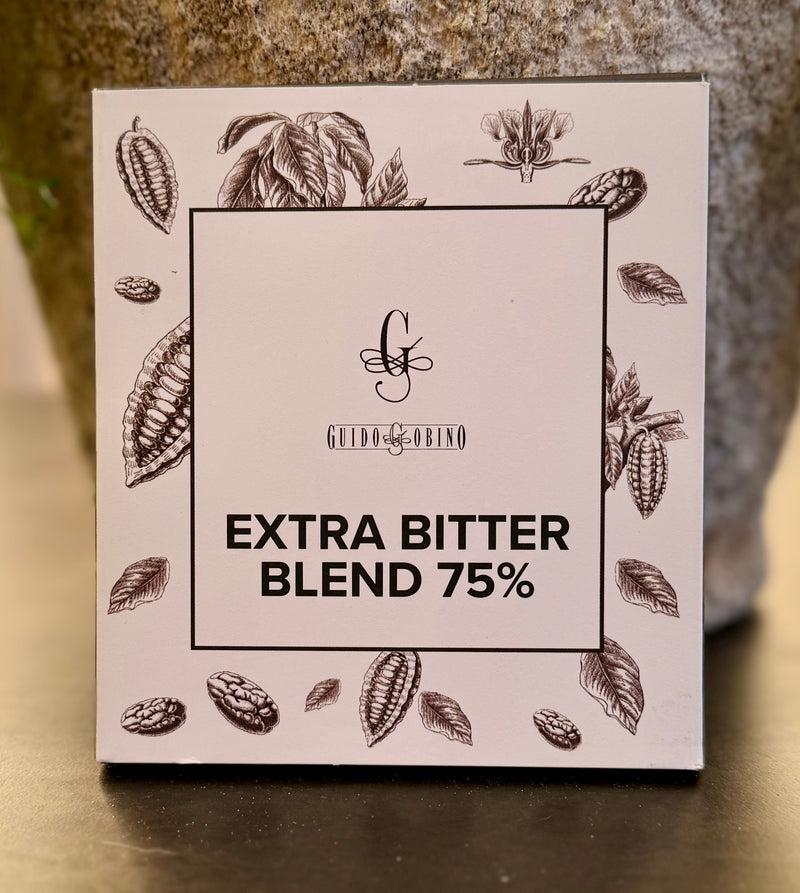 G
GUIDO GOBINO
EXTRA BITTER
BLEND 75%